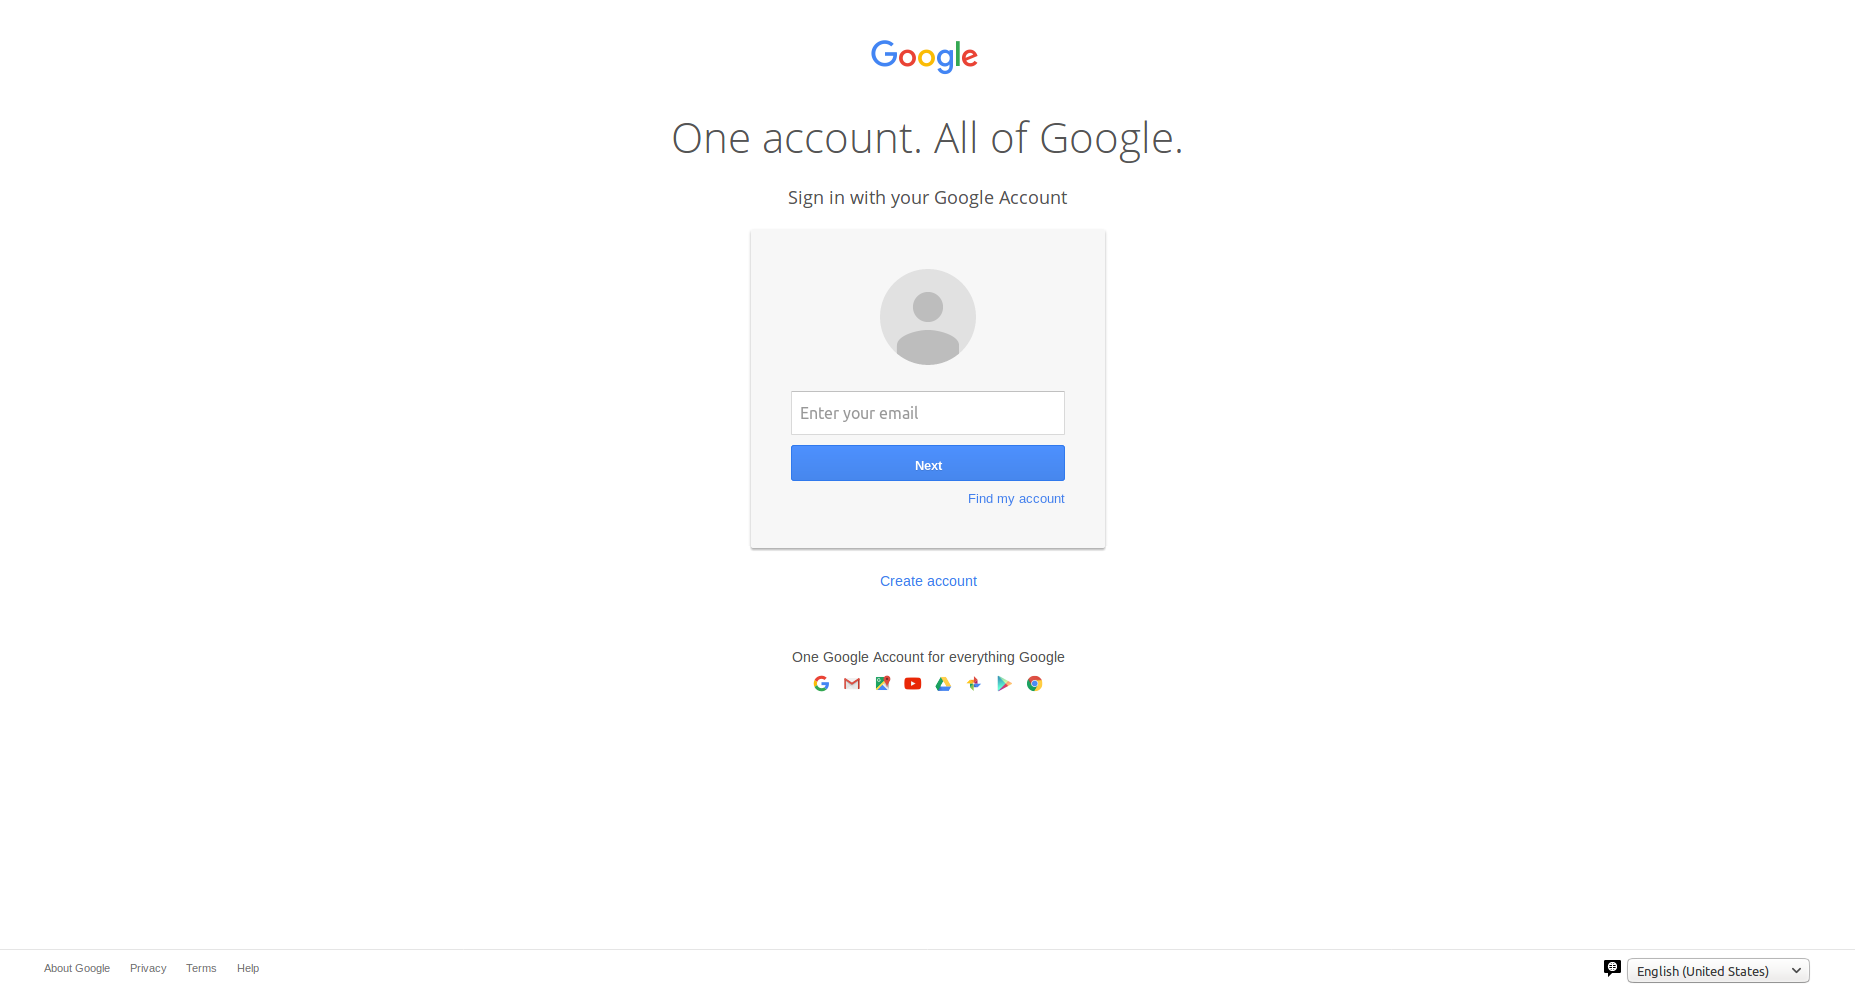 Google
One account. All of Google.
Sign in with your Google Account
Enter your email
Next
Find my account
Create account
One Google Account for everything Google
About Google Privacy Terms Help English (United States)